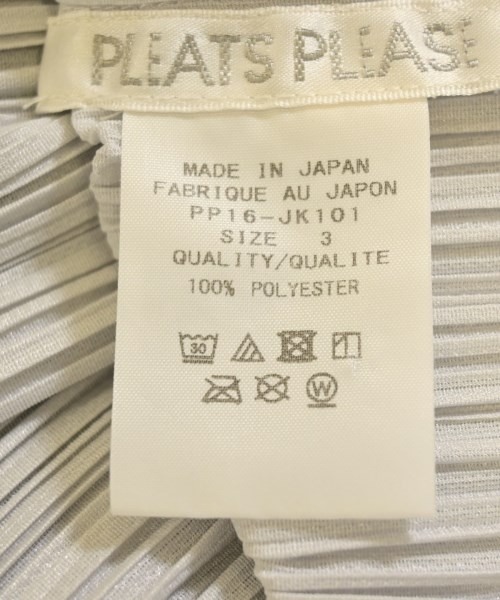 PLEATS PLEASE
MADE IN JAPAN
FABRIQUE AU JAPON
PP16-JK101
SIZE 3
QUALITY/QUALITE
100% POLYESTER
30
W